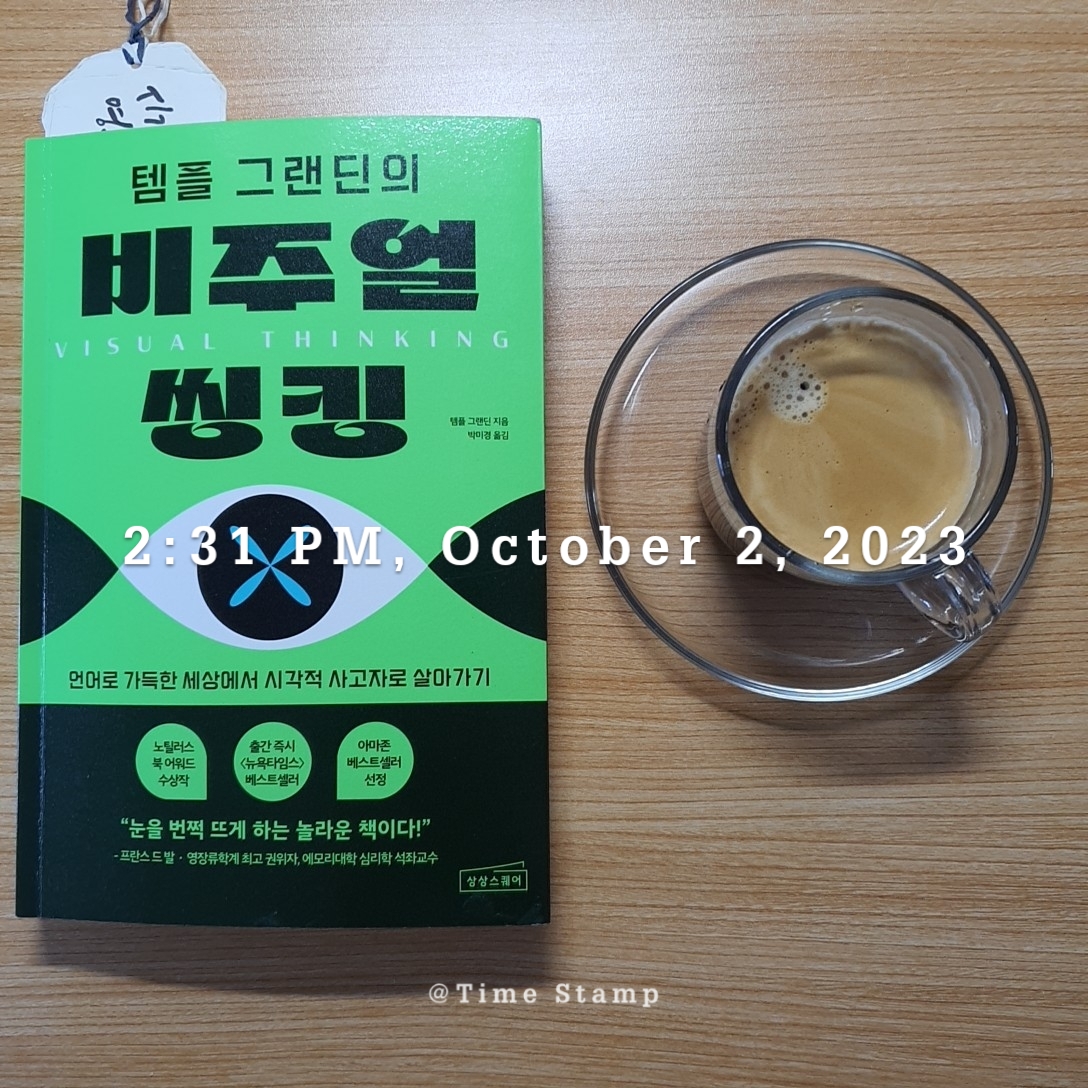 템플 그랜딘의
비주얼
VISUAL THINKING
씽킹
템플 그랜딘 지음
박미경 옮김
2:31 PM, October 2, 2023
언어로 가득한 세상에서 시각적 사고자로 살아가기
노틸러스
북 어워드
수상작
출간 즉시
〈뉴욕타임스〉
베스트셀러
아마존
베스트셀러
선정
“눈을 번쩍 뜨게 하는 놀라운 책이다!”
- 프란스 드 발 · 영장류학계 최고 권위자, 에모리대학 심리학 석좌교수
상상스퀘어
@Time Stamp